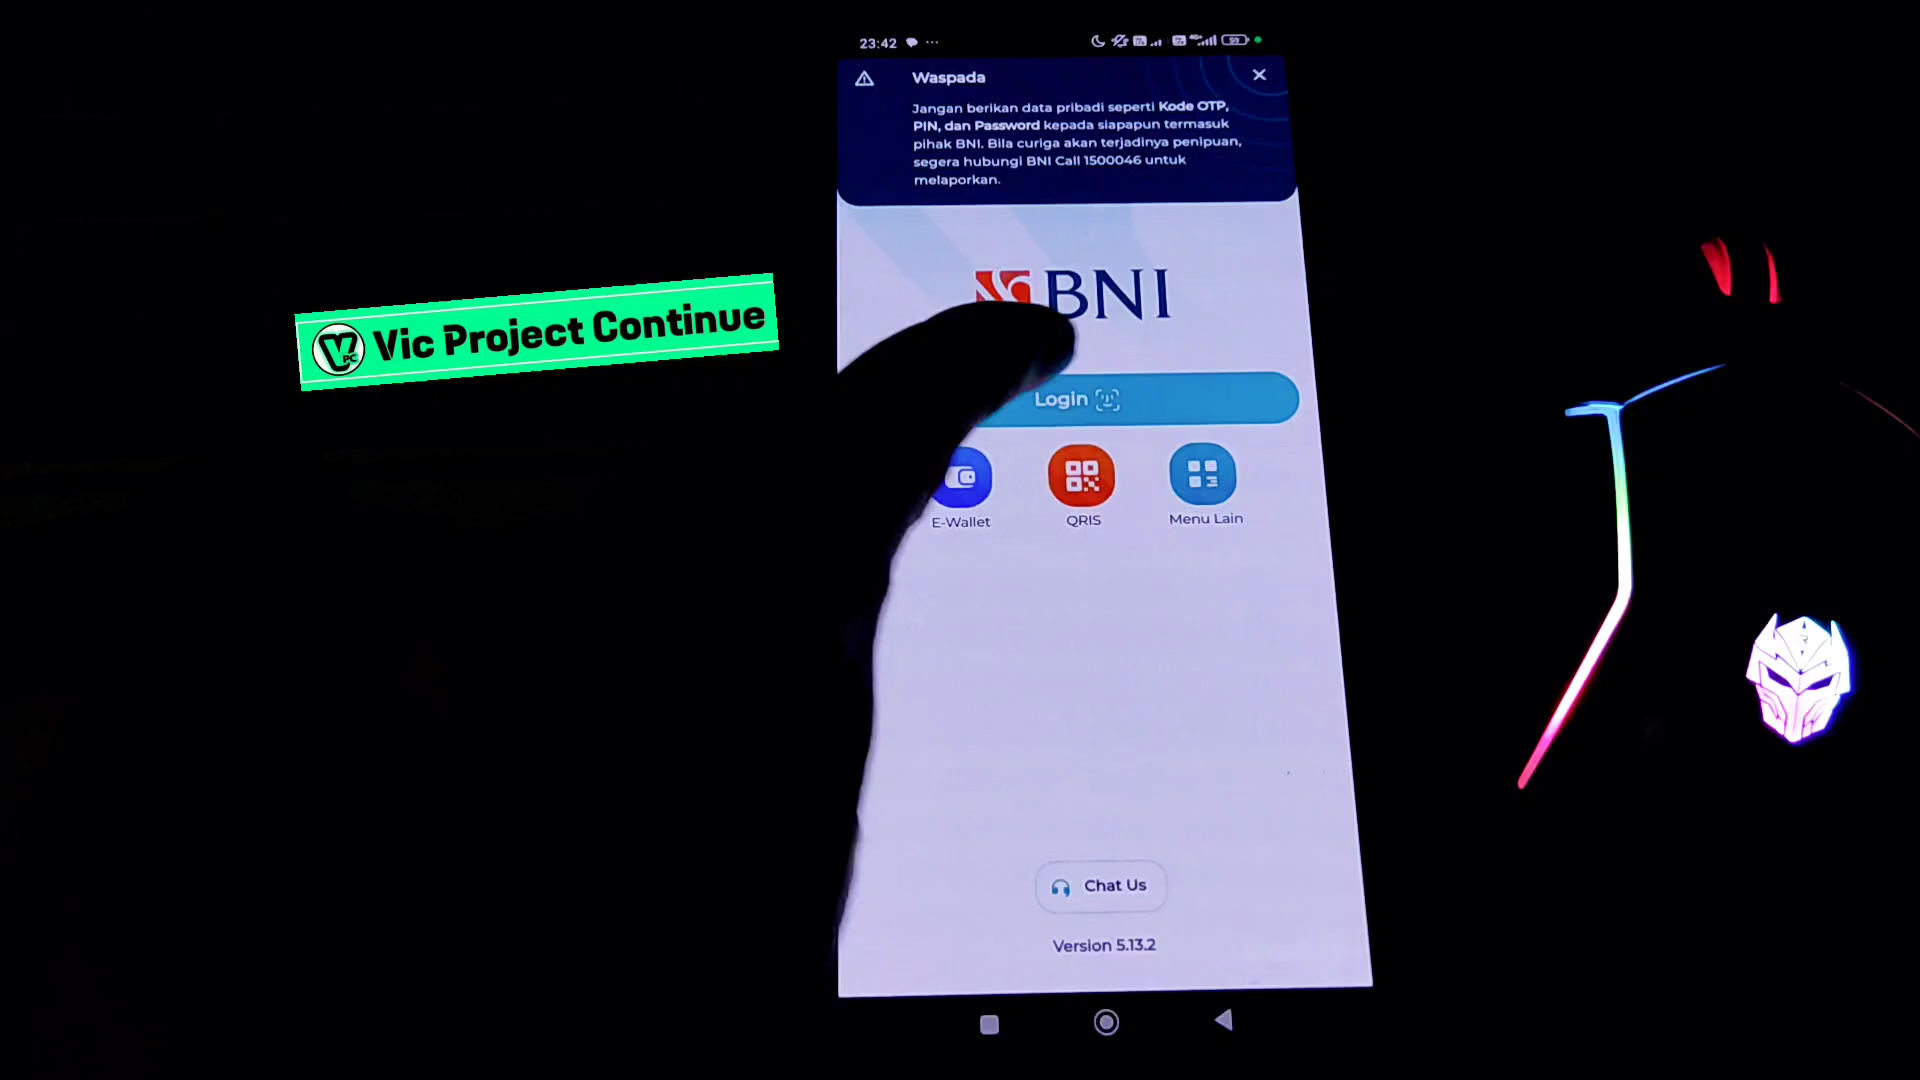 23:42
59
Waspada
Jangan berikan data pribadi seperti Kode OTP,
PIN, dan Password kepada siapapun termasuk
pihak BNI. Bila curiga akan terjadinya penipuan,
segera hubungi BNI Call 1500046 untuk
melaporkan.
BNI
Vic Project Continue
Login
E-Wallet
QRIS
Menu Lain
Chat Us
Version 5.13.2